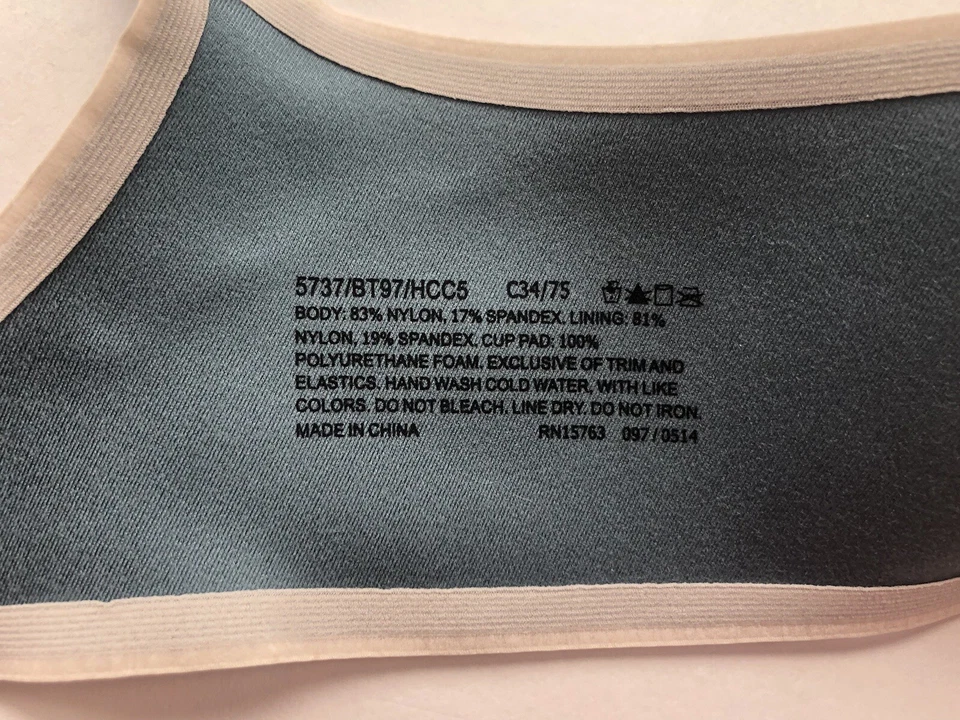 5737/BT97/HCC5 C34/75
BODY: 83% NYLON, 17% SPANDEX. LINING: 81%
NYLON, 19% SPANDEX. CUP PAD: 100%
POLYURETHANE FOAM. EXCLUSIVE OF TRIM AND
ELASTICS. HAND WASH COLD WATER, WITH LIKE
COLORS. DO NOT BLEACH. LINE DRY. DO NOT IRON.
MADE IN CHINA RN15763 097/0514